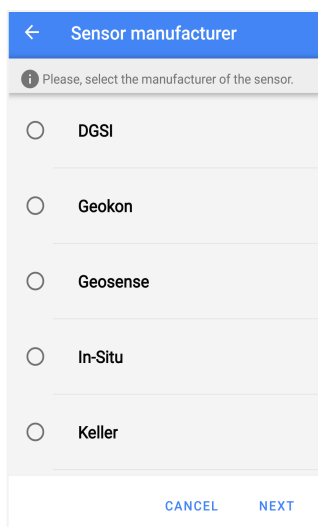 Sensor manufacturer
Please, select the manufacturer of the sensor.
DGSI
Geokon
Geosense
In-Situ
Keller
CANCEL NEXT